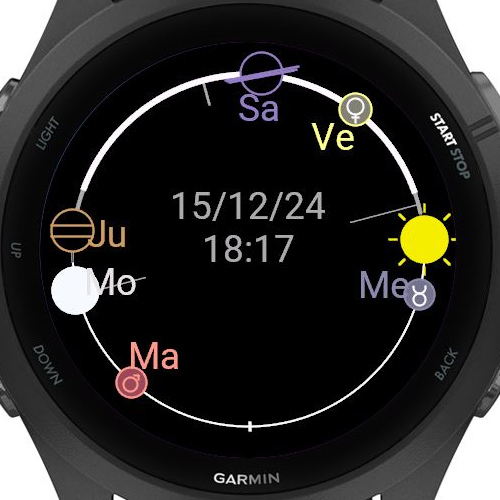 Sa
Ve
LIGHT
START STOP
15/12/24
18:17
UP
Ju
Mo
Me
Ma
DOWN
BACK
GARMIN